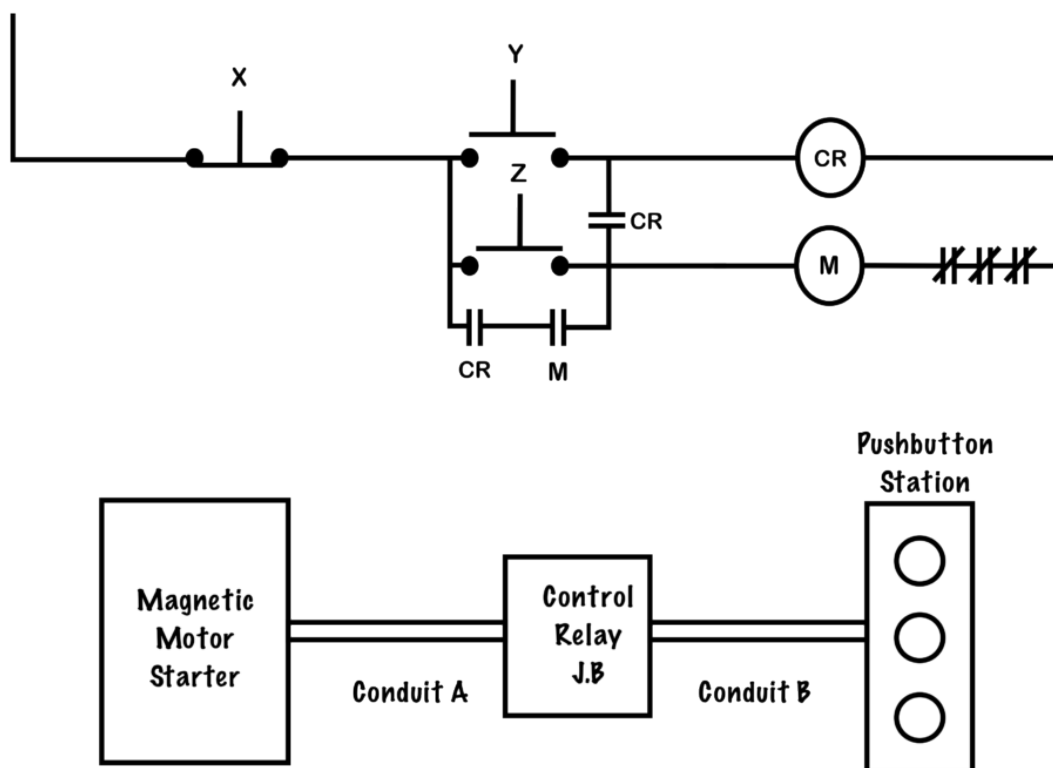 Y
X
Z
CR
CR
M
CR
M
Pushbutton
Station
Magnetic
Motor
Starter
Control
Relay
J.B
Conduit A
Conduit B